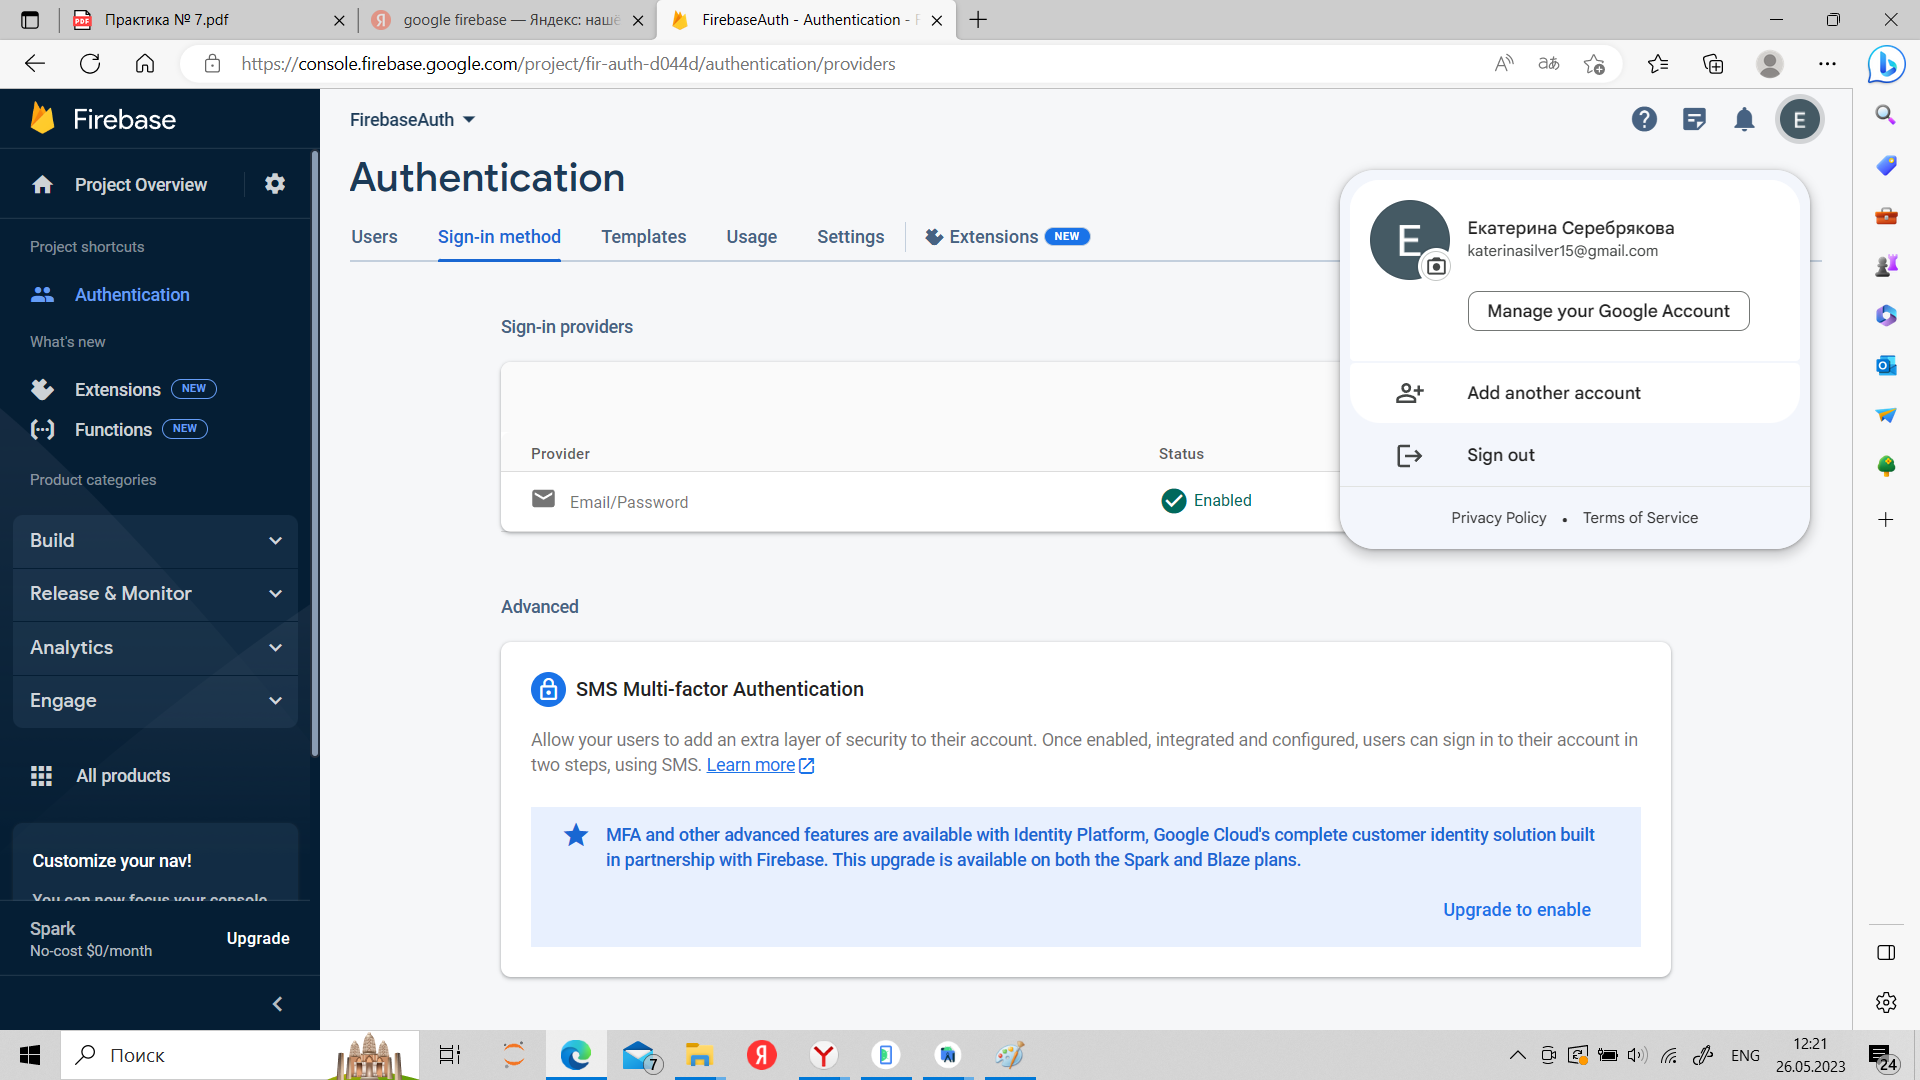 Практика № 7.pdf
google firebase — Яндекс: нашё
FirebaseAuth - Authentication - F
https://console.firebase.google.com/project/fir-auth-d044d/authentication/providers
Firebase
Project Overview
Project shortcuts
Authentication
What's new
Extensions NEW
Functions NEW
Product categories
Build
Release & Monitor
Analytics
Engage
All products
Customize your nav!
You can now focus your console
Spark
No-cost $0/month
Upgrade
FirebaseAuth
E
Authentication
Users Sign-in method Templates Usage Settings Extensions NEW
Sign-in providers
Provider Status
Email/Password Enabled
E
Екатерина Серебрякова
katerinasilver15@gmail.com
Manage your Google Account
Add another account
Sign out
Privacy Policy • Terms of Service
Advanced
SMS Multi-factor Authentication
Allow your users to add an extra layer of security to their account. Once enabled, integrated and configured, users can sign in to their account in
two steps, using SMS. Learn more
MFA and other advanced features are available with Identity Platform, Google Cloud's complete customer identity solution built
in partnership with Firebase. This upgrade is available on both the Spark and Blaze plans.
Upgrade to enable
Поиск
7
Я
Y
ENG
12:21
26.05.2023
24